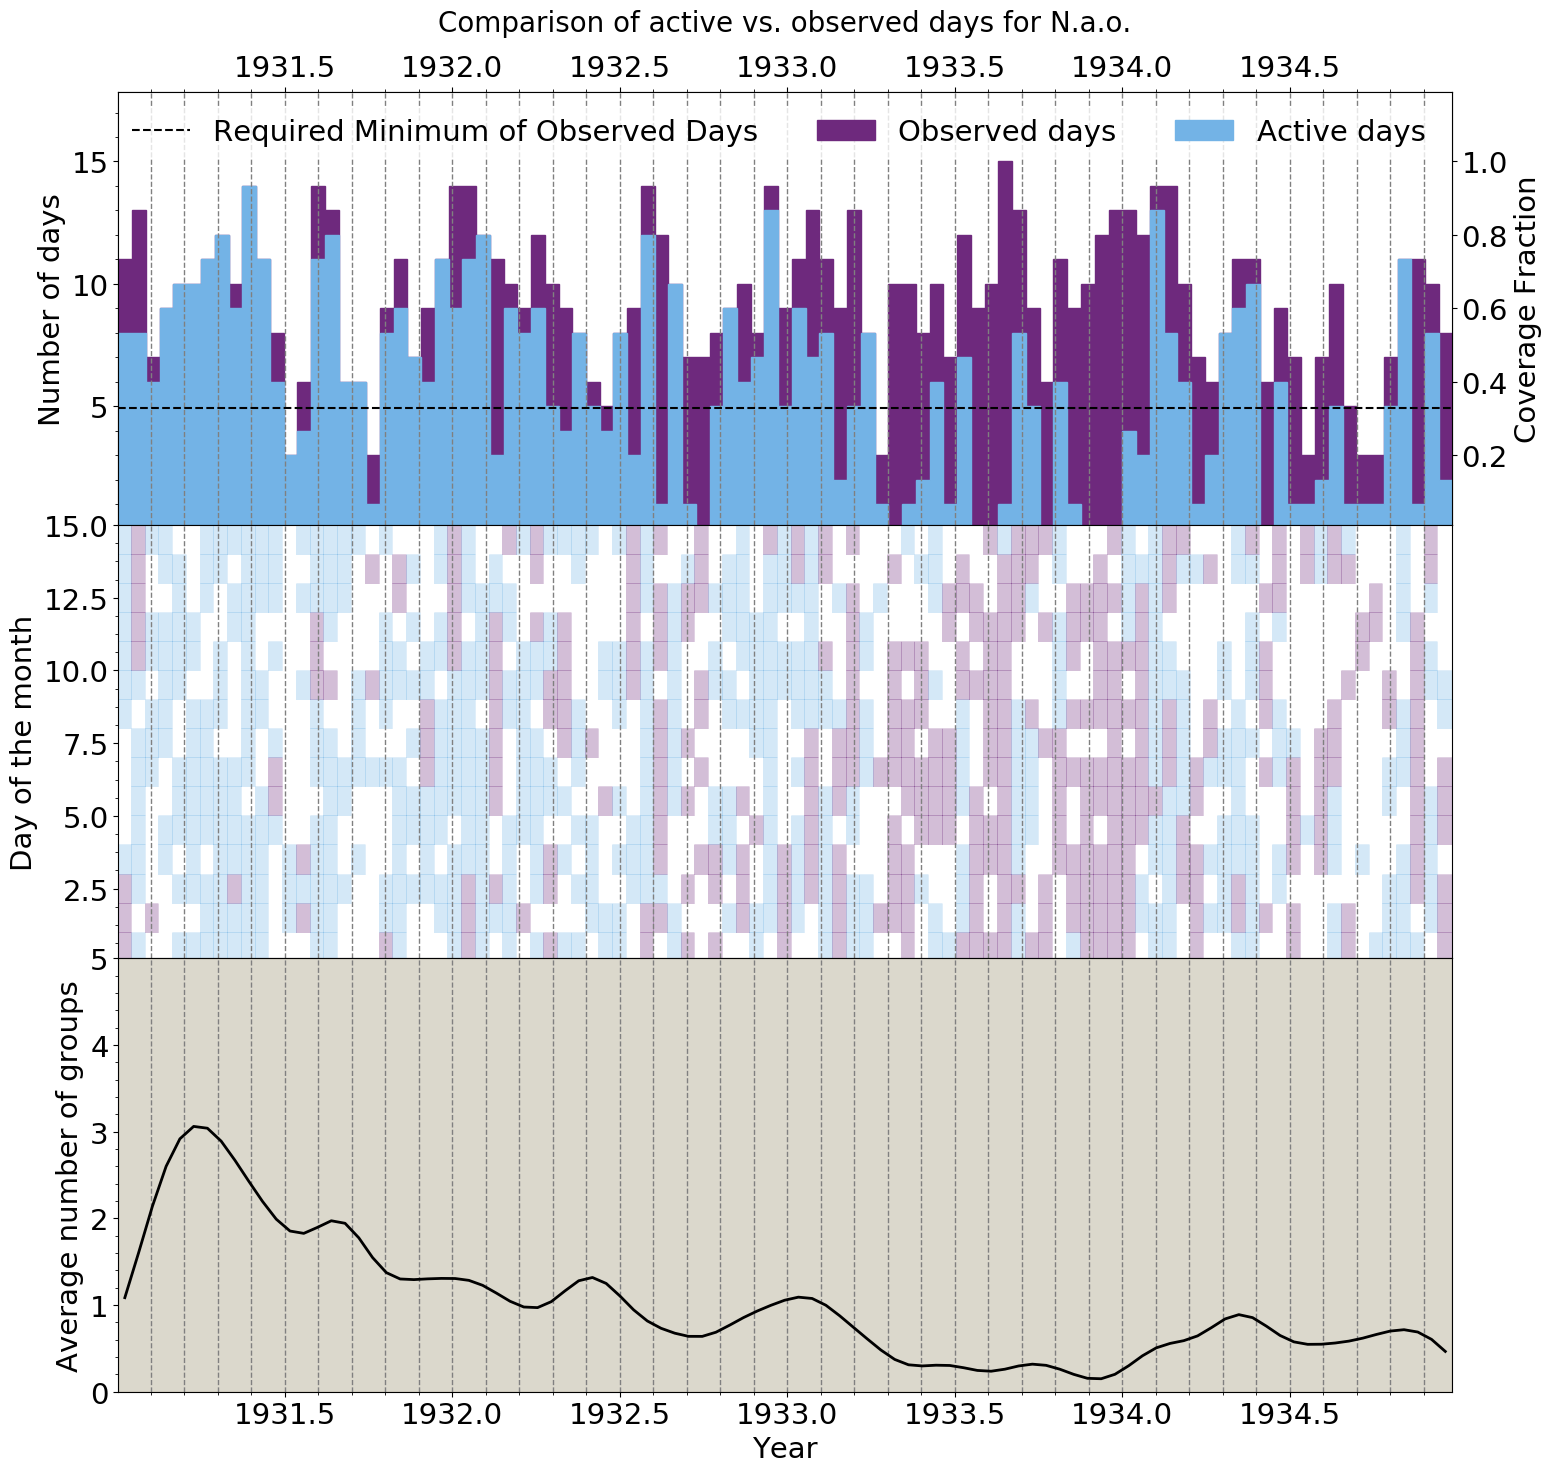 Comparison of active vs. observed days for N.a.o.
1931.5 1932.0 1932.5 1933.0 1933.5 1934.0 1934.5
Required Minimum of Observed Days Observed days Active days
Number of days
15
10
5
Coverage Fraction
1.0
0.8
0.6
0.4
0.2
Day of the month
15.0
12.5
10.0
7.5
5.0
2.5
Average number of groups
5
4
3
2
1
0
1931.5 1932.0 1932.5 1933.0 1933.5 1934.0 1934.5
Year